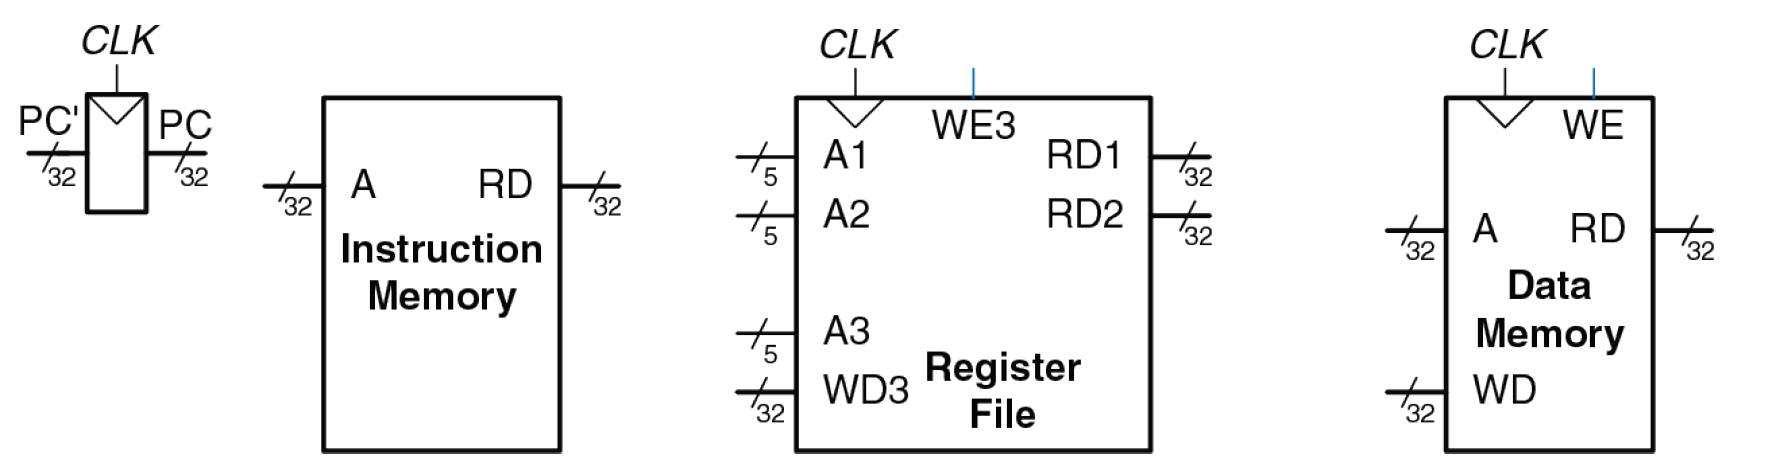 CLK
PC'
PC
32
32
A
RD
32
32
Instruction
Memory
CLK
WE3
A1
RD1
5
32
A2
RD2
5
32
A3
5
WD3
32
Register
File
CLK
WE
A
RD
32
32
Data
Memory
WD
32